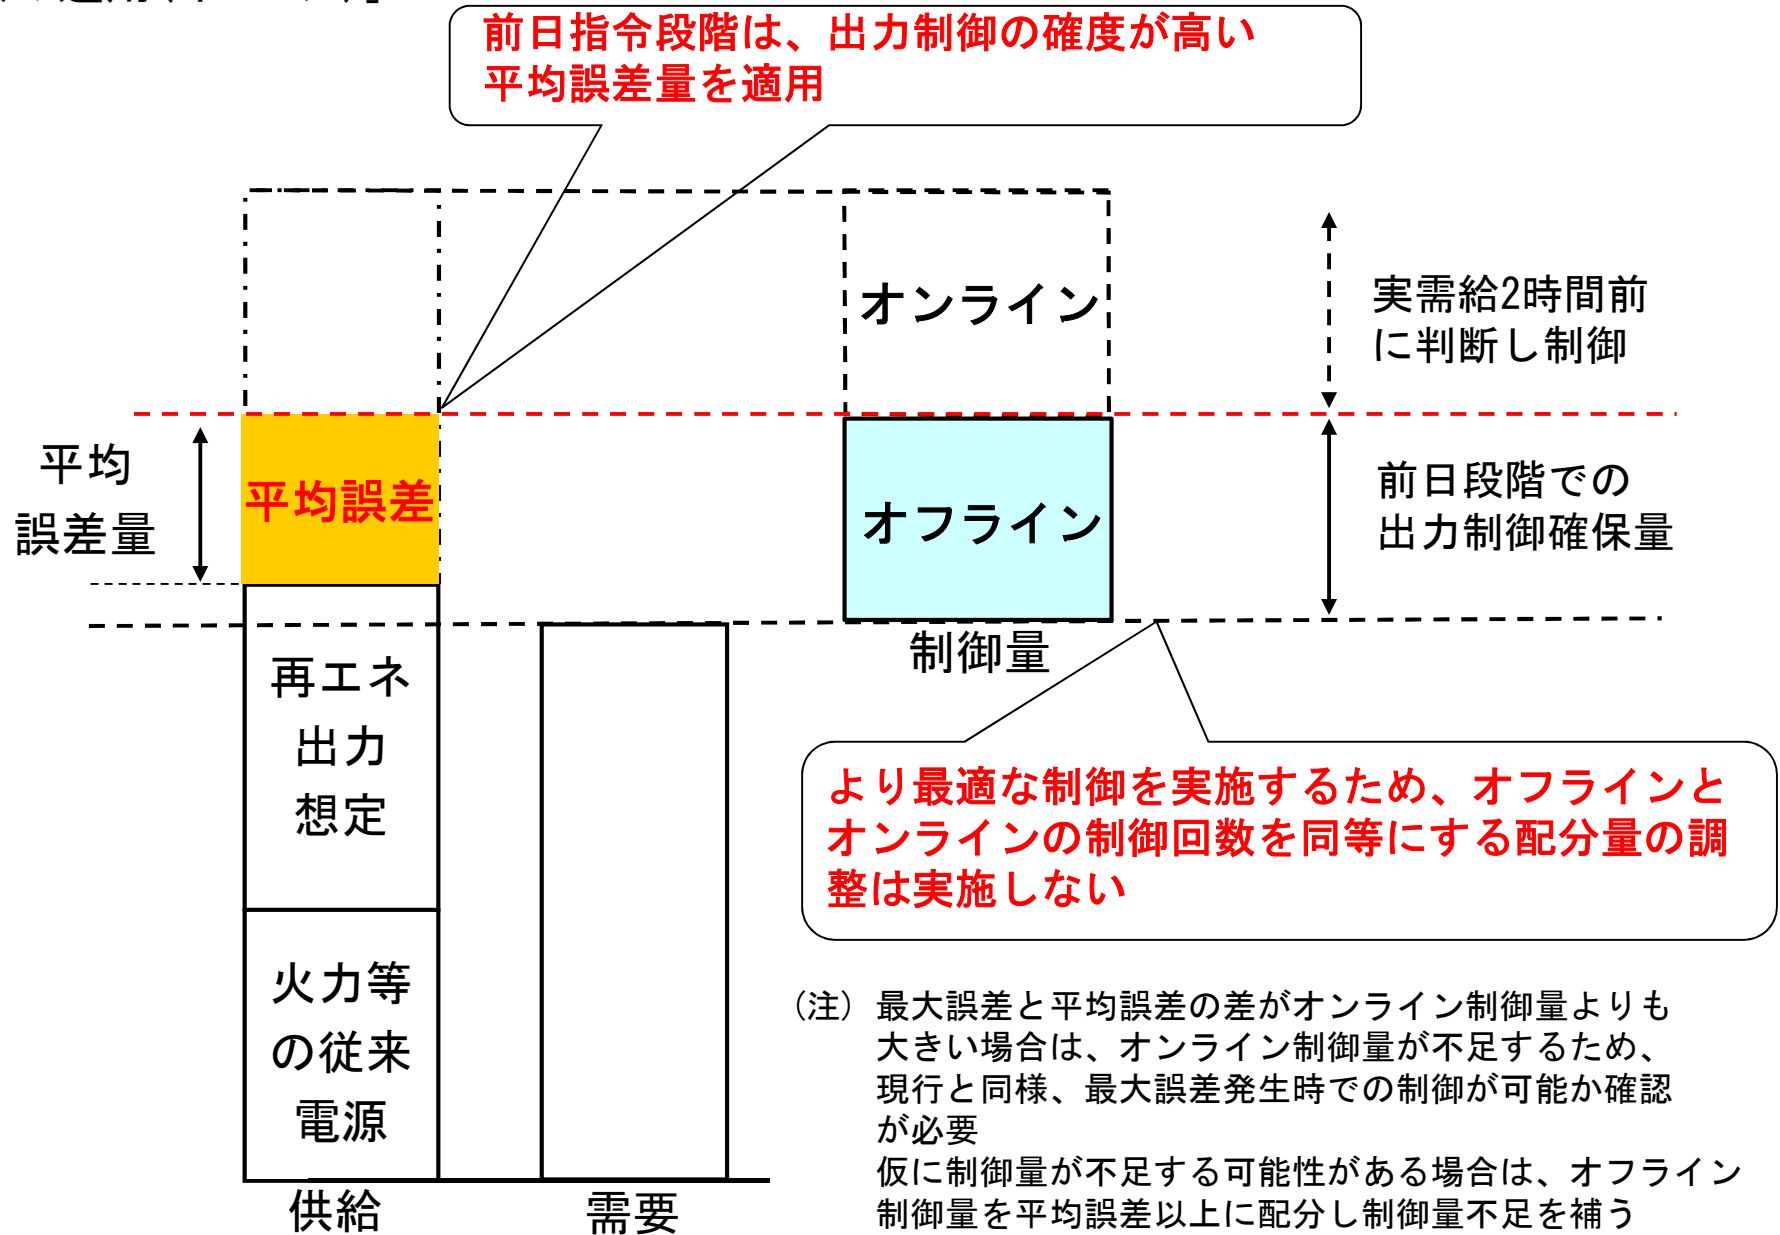 前日指令段階は、出力制御の確度が高い
平均誤差量を適用
オンライン
実需給2時間前
に判断し制御
平均
誤差量
平均誤差
オフライン
前日段階での
出力制御確保量
制御量
再エネ
出力
想定
より最適な制御を実施するため、オフラインと
オンラインの制御回数を同等にする配分量の調
整は実施しない
火力等
の従来
電源
供給
需要
(注) 最大誤差と平均誤差の差がオンライン制御量よりも
大きい場合は、オンライン制御量が不足するため、
現行と同様、最大誤差発生時での制御が可能か確認
が必要
仮に制御量が不足する可能性がある場合は、オフライン
制御量を平均誤差以上に配分し制御量不足を補う